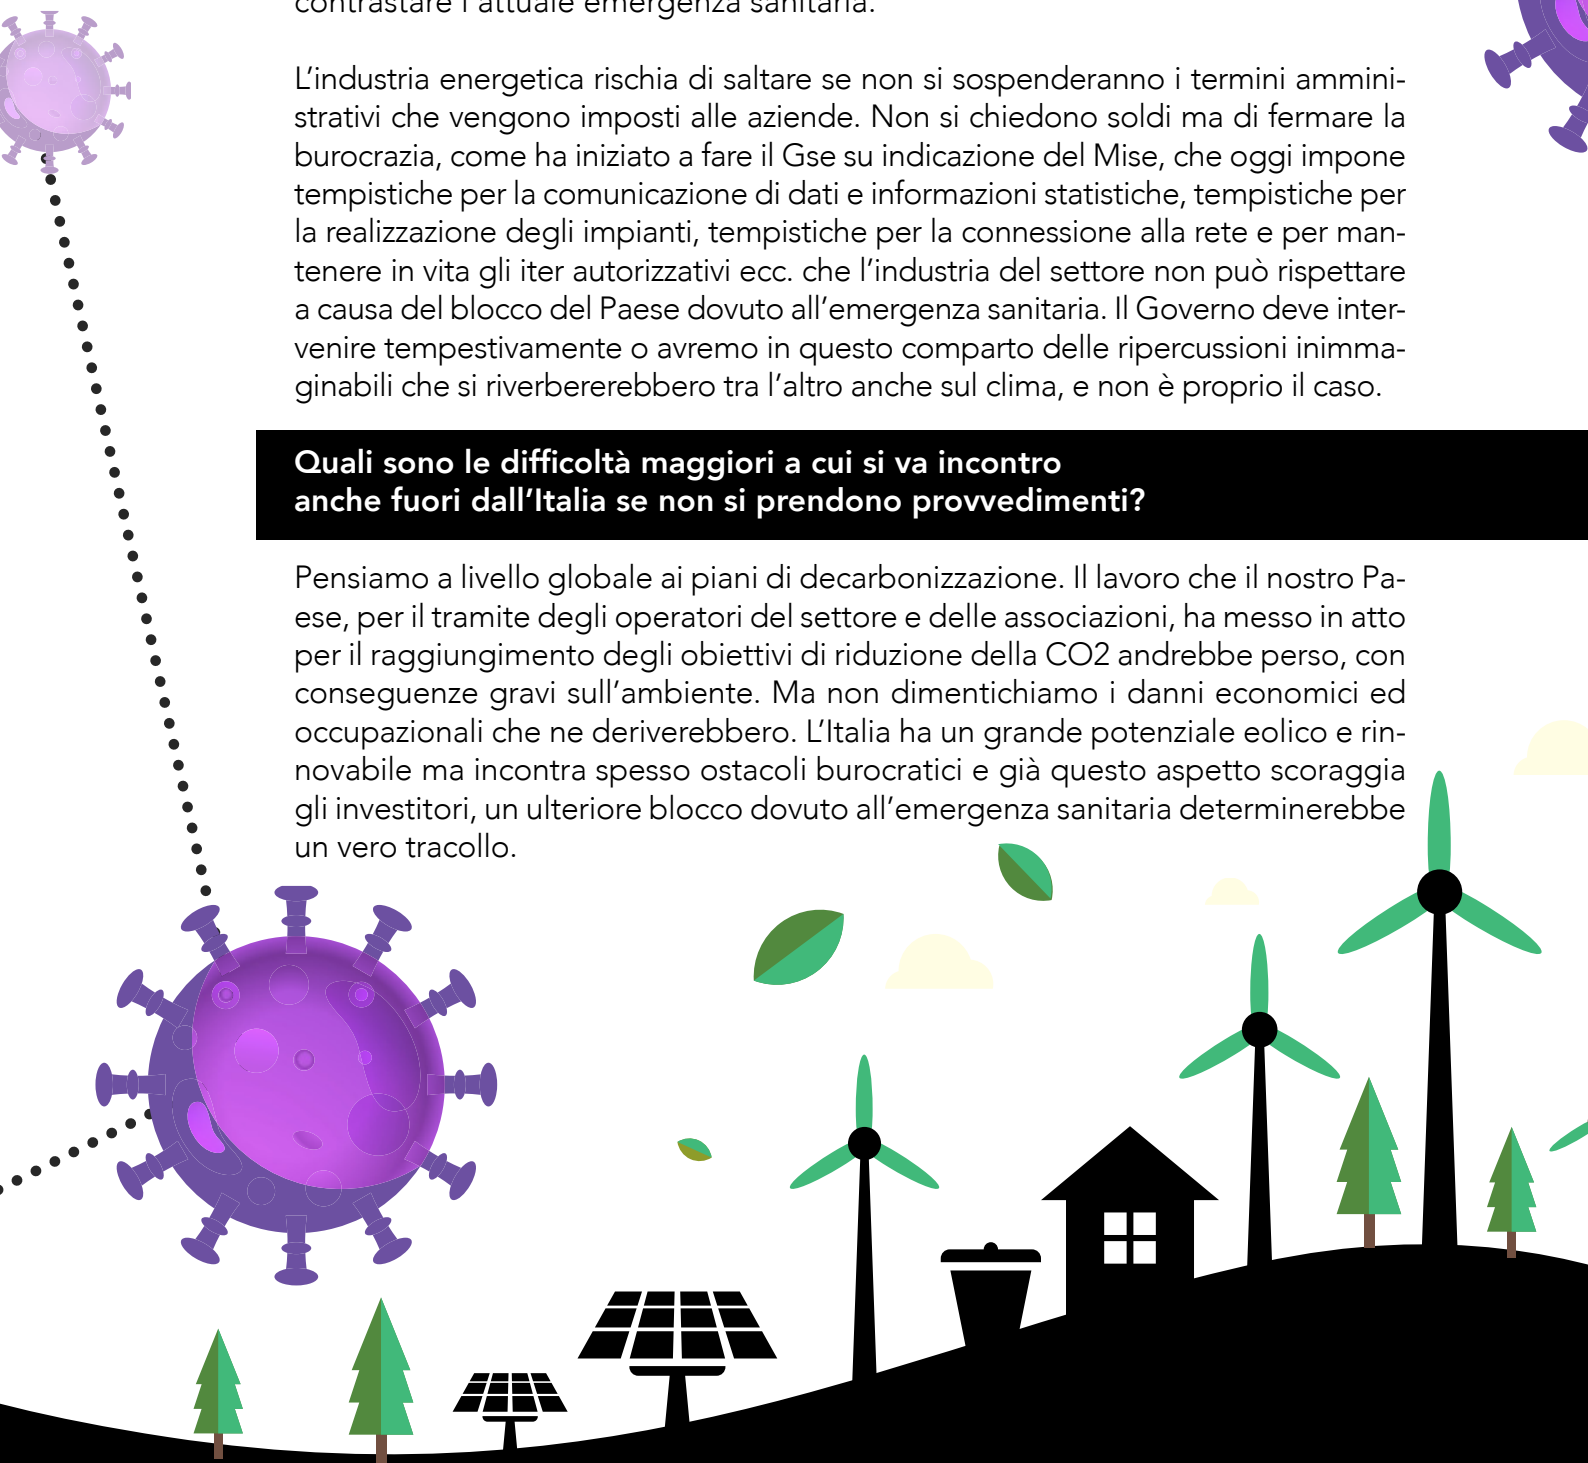 contrastare l'attuale emergenza sanitaria.
L'industria energetica rischia di saltare se non si sospenderanno i termini ammini-
strativi che vengono imposti alle aziende. Non si chiedono soldi ma di fermare la
burocrazia, come ha iniziato a fare il Gse su indicazione del Mise, che oggi impone
tempistiche per la comunicazione di dati e informazioni statistiche, tempistiche per
la realizzazione degli impianti, tempistiche per la connessione alla rete e per man-
tenere in vita gli iter autorizzativi ecc. che l'industria del settore non può rispettare
a causa del blocco del Paese dovuto all'emergenza sanitaria. Il Governo deve inter-
venire tempestivamente o avremo in questo comparto delle ripercussioni inimma-
ginabili che si riverbererebbero tra l'altro anche sul clima, e non è proprio il caso.
Quali sono le difficoltà maggiori a cui si va incontro
anche fuori dall'Italia se non si prendono provvedimenti?
Pensiamo a livello globale ai piani di decarbonizzazione. Il lavoro che il nostro Pa-
ese, per il tramite degli operatori del settore e delle associazioni, ha messo in atto
per il raggiungimento degli obiettivi di riduzione della CO2 andrebbe perso, con
conseguenze gravi sull'ambiente. Ma non dimentichiamo i danni economici ed
occupazionali che ne deriverebbero. L'Italia ha un grande potenziale eolico e rin-
novabile ma incontra spesso ostacoli burocratici e già questo aspetto scoraggia
gli investitori, un ulteriore blocco dovuto all'emergenza sanitaria determinerebbe
un vero tracollo.